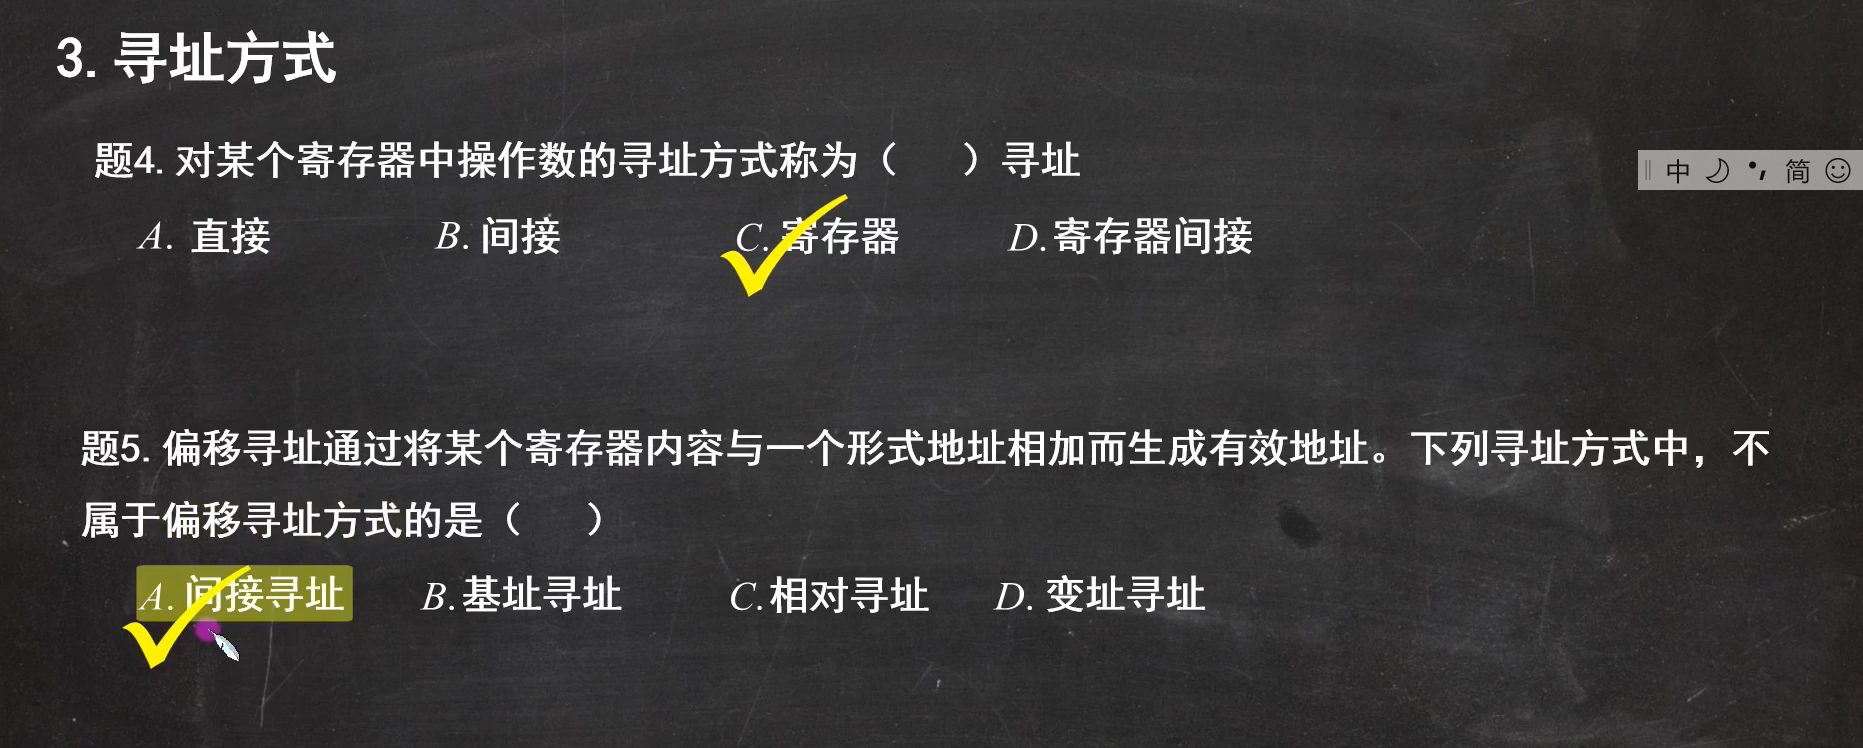 3. 寻址方式
题4. 对某个寄存器中操作数的寻址方式称为（　　）寻址
A. 直接　　B. 间接　　C. 寄存器　　D. 寄存器间接
中 简
题5. 偏移寻址通过将某个寄存器内容与一个形式地址相加而生成有效地址。下列寻址方式中，不
属于偏移寻址方式的是（　　）
A. 间接寻址　　B. 基址寻址　　C. 相对寻址　　D. 变址寻址